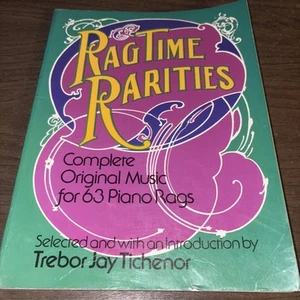 RAGTIME
RARITIES
Complete
Original Music
for 63 Piano Rags
Selected and with an Introduction by
Trebor Jay Tichenor